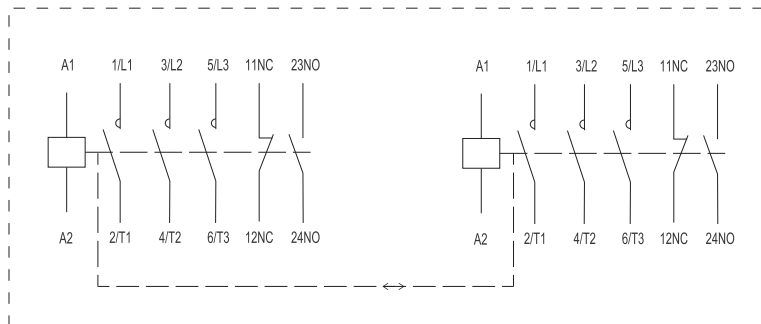 A1 1/L1 3/L2 5/L3 11NC 23NO A1 1/L1 3/L2 5/L3 11NC 23NO
A2 2/T1 4/T2 6/T3 12NC 24NO A2 2/T1 4/T2 6/T3 12NC 24NO